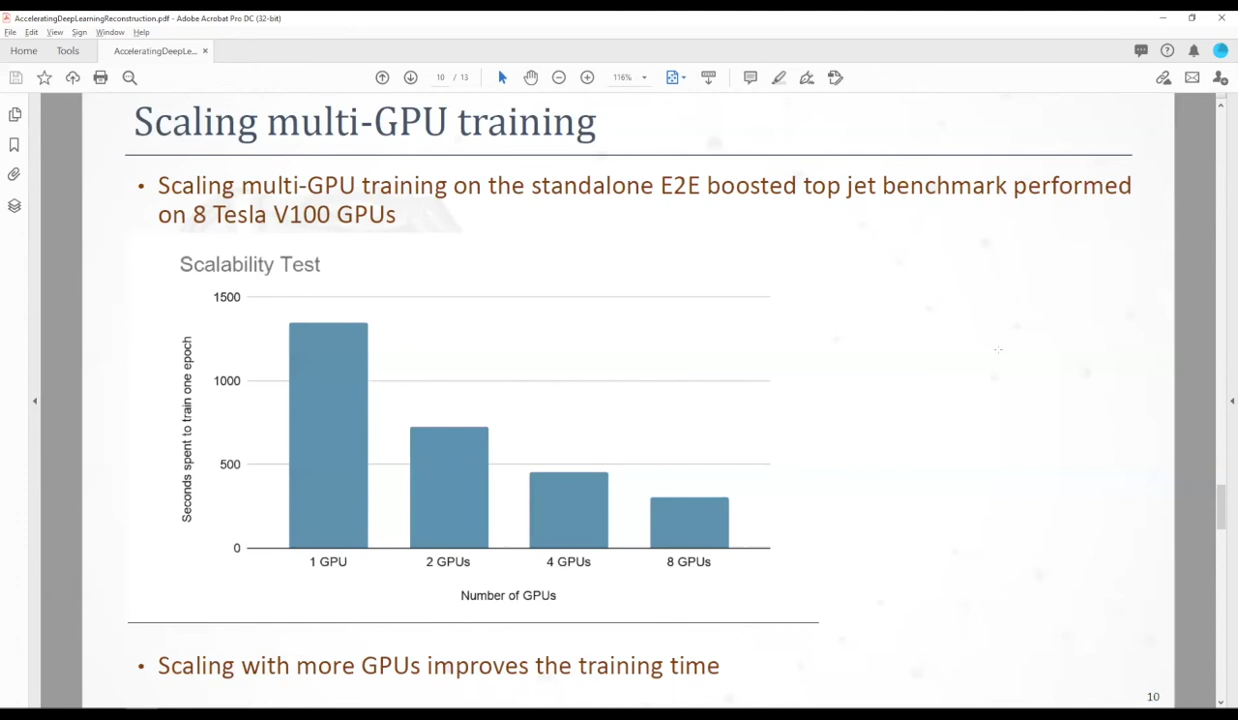 AcceleratingDeepLearningReconstruction.pdf - Adobe Acrobat Pro DC (32-bit)
File Edit View Sign Window Help
Home Tools AcceleratingDeepLe... ×
10 / 13 116%
Scaling multi-GPU training
• Scaling multi-GPU training on the standalone E2E boosted top jet benchmark performed
on 8 Tesla V100 GPUs
Scalability Test
Seconds spent to train one epoch
1500
1000
500
0
1 GPU 2 GPUs 4 GPUs 8 GPUs
Number of GPUs
• Scaling with more GPUs improves the training time
10